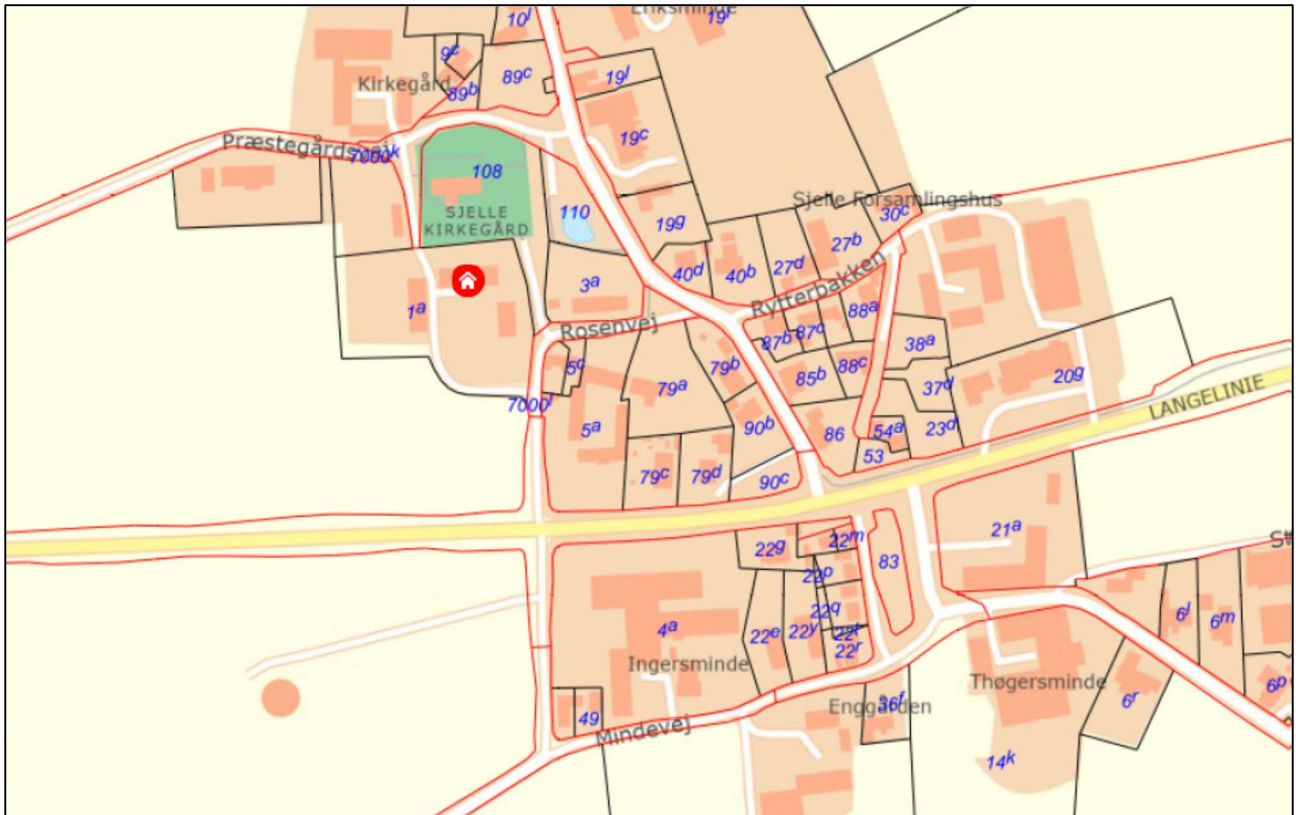 10ˡ
19ʳ
9ᶜ
89ᶜ
19ˡ
Kirkegård
89ᵇ
19ᶜ
Præstegårdsvej
7000ᵏ
108
SJELLE
KIRKEGÅRD
110
19ᵍ
Sjelle Forsamlingshus
30ᶜ
27ᵇ
40ᵈ
40ᵇ
27ᵈ
3ᵃ
1ᵃ
Rytterbakken
88ᵃ
Rosenvej
87ᵇ
87ᶜ
38ᵃ
79ᵇ
5ᶜ
88ᶜ
85ᵇ
79ᵃ
37ᵈ
20ᵍ
LANGELINIE
7000ⁱ
5ᵃ
90ᵇ
86
54ᵃ
23ᵈ
53
79ᶜ
79ᵈ
90ᶜ
22ᵍ
22ᵐ
21ᵃ
22ᵖ
83
4ᵃ
22ᵉ
22ʸ
22q
22ʳ
6ˡ
6ᵐ
Ingersminde
Thøgersminde
6ᵖ
6ʳ
49
Enggården
36ᶠ
Mindevej
14ᵏ